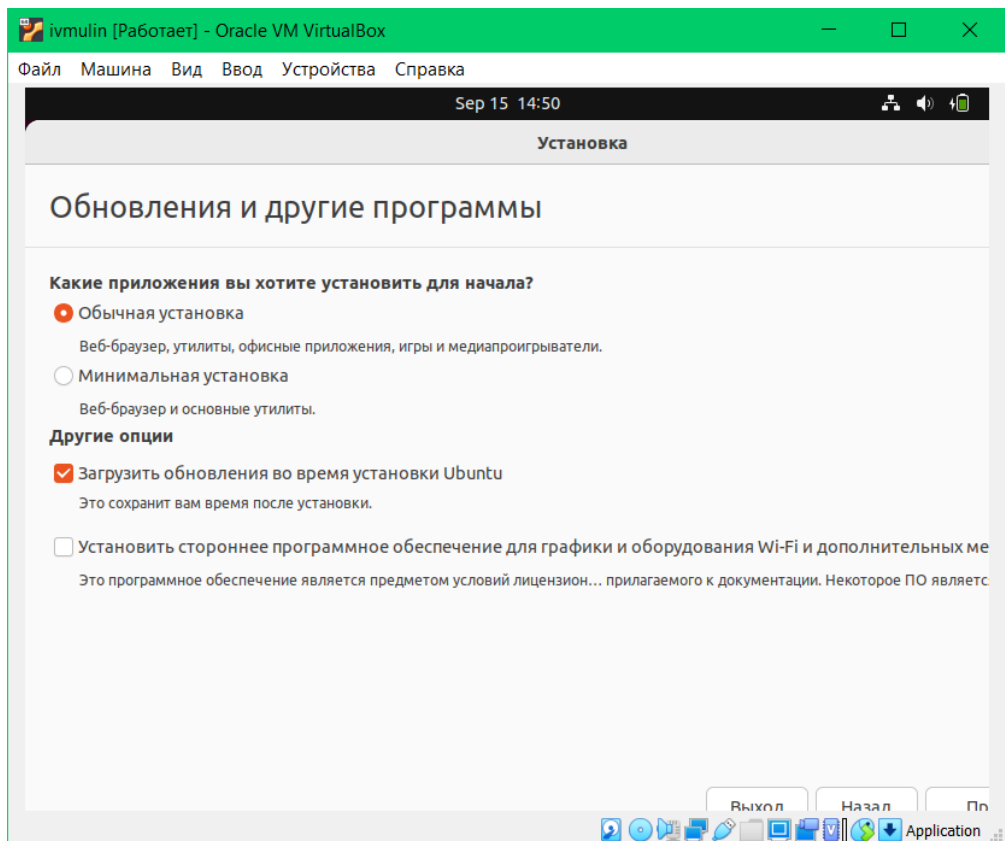 ivmulin [Работает] - Oracle VM VirtualBox
Файл Машина Вид Ввод Устройства Справка
Sep 15 14:50
Установка
Обновления и другие программы
Какие приложения вы хотите установить для начала?
Обычная установка
Веб-браузер, утилиты, офисные приложения, игры и медиапроигрыватели.
Минимальная установка
Веб-браузер и основные утилиты.
Другие опции
Загрузить обновления во время установки Ubuntu
Это сохранит вам время после установки.
Установить стороннее программное обеспечение для графики и оборудования Wi-Fi и дополнительных ме
Это программное обеспечение является предметом условий лицензион… прилагаемого к документации. Некоторое ПО являетс
Выход Назад Пр
Application